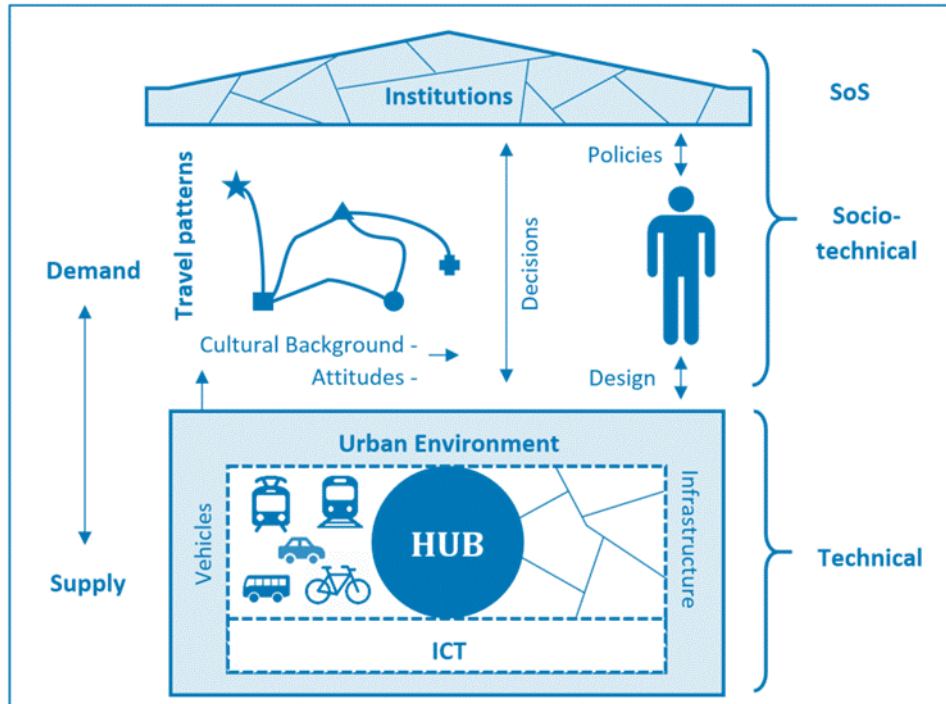 Institutions
SoS
Policies
Travel patterns
Decisions
Socio-
technical
Demand
Cultural Background -
Attitudes -
Design
Urban Environment
Vehicles
HUB
Infrastructure
Technical
Supply
ICT